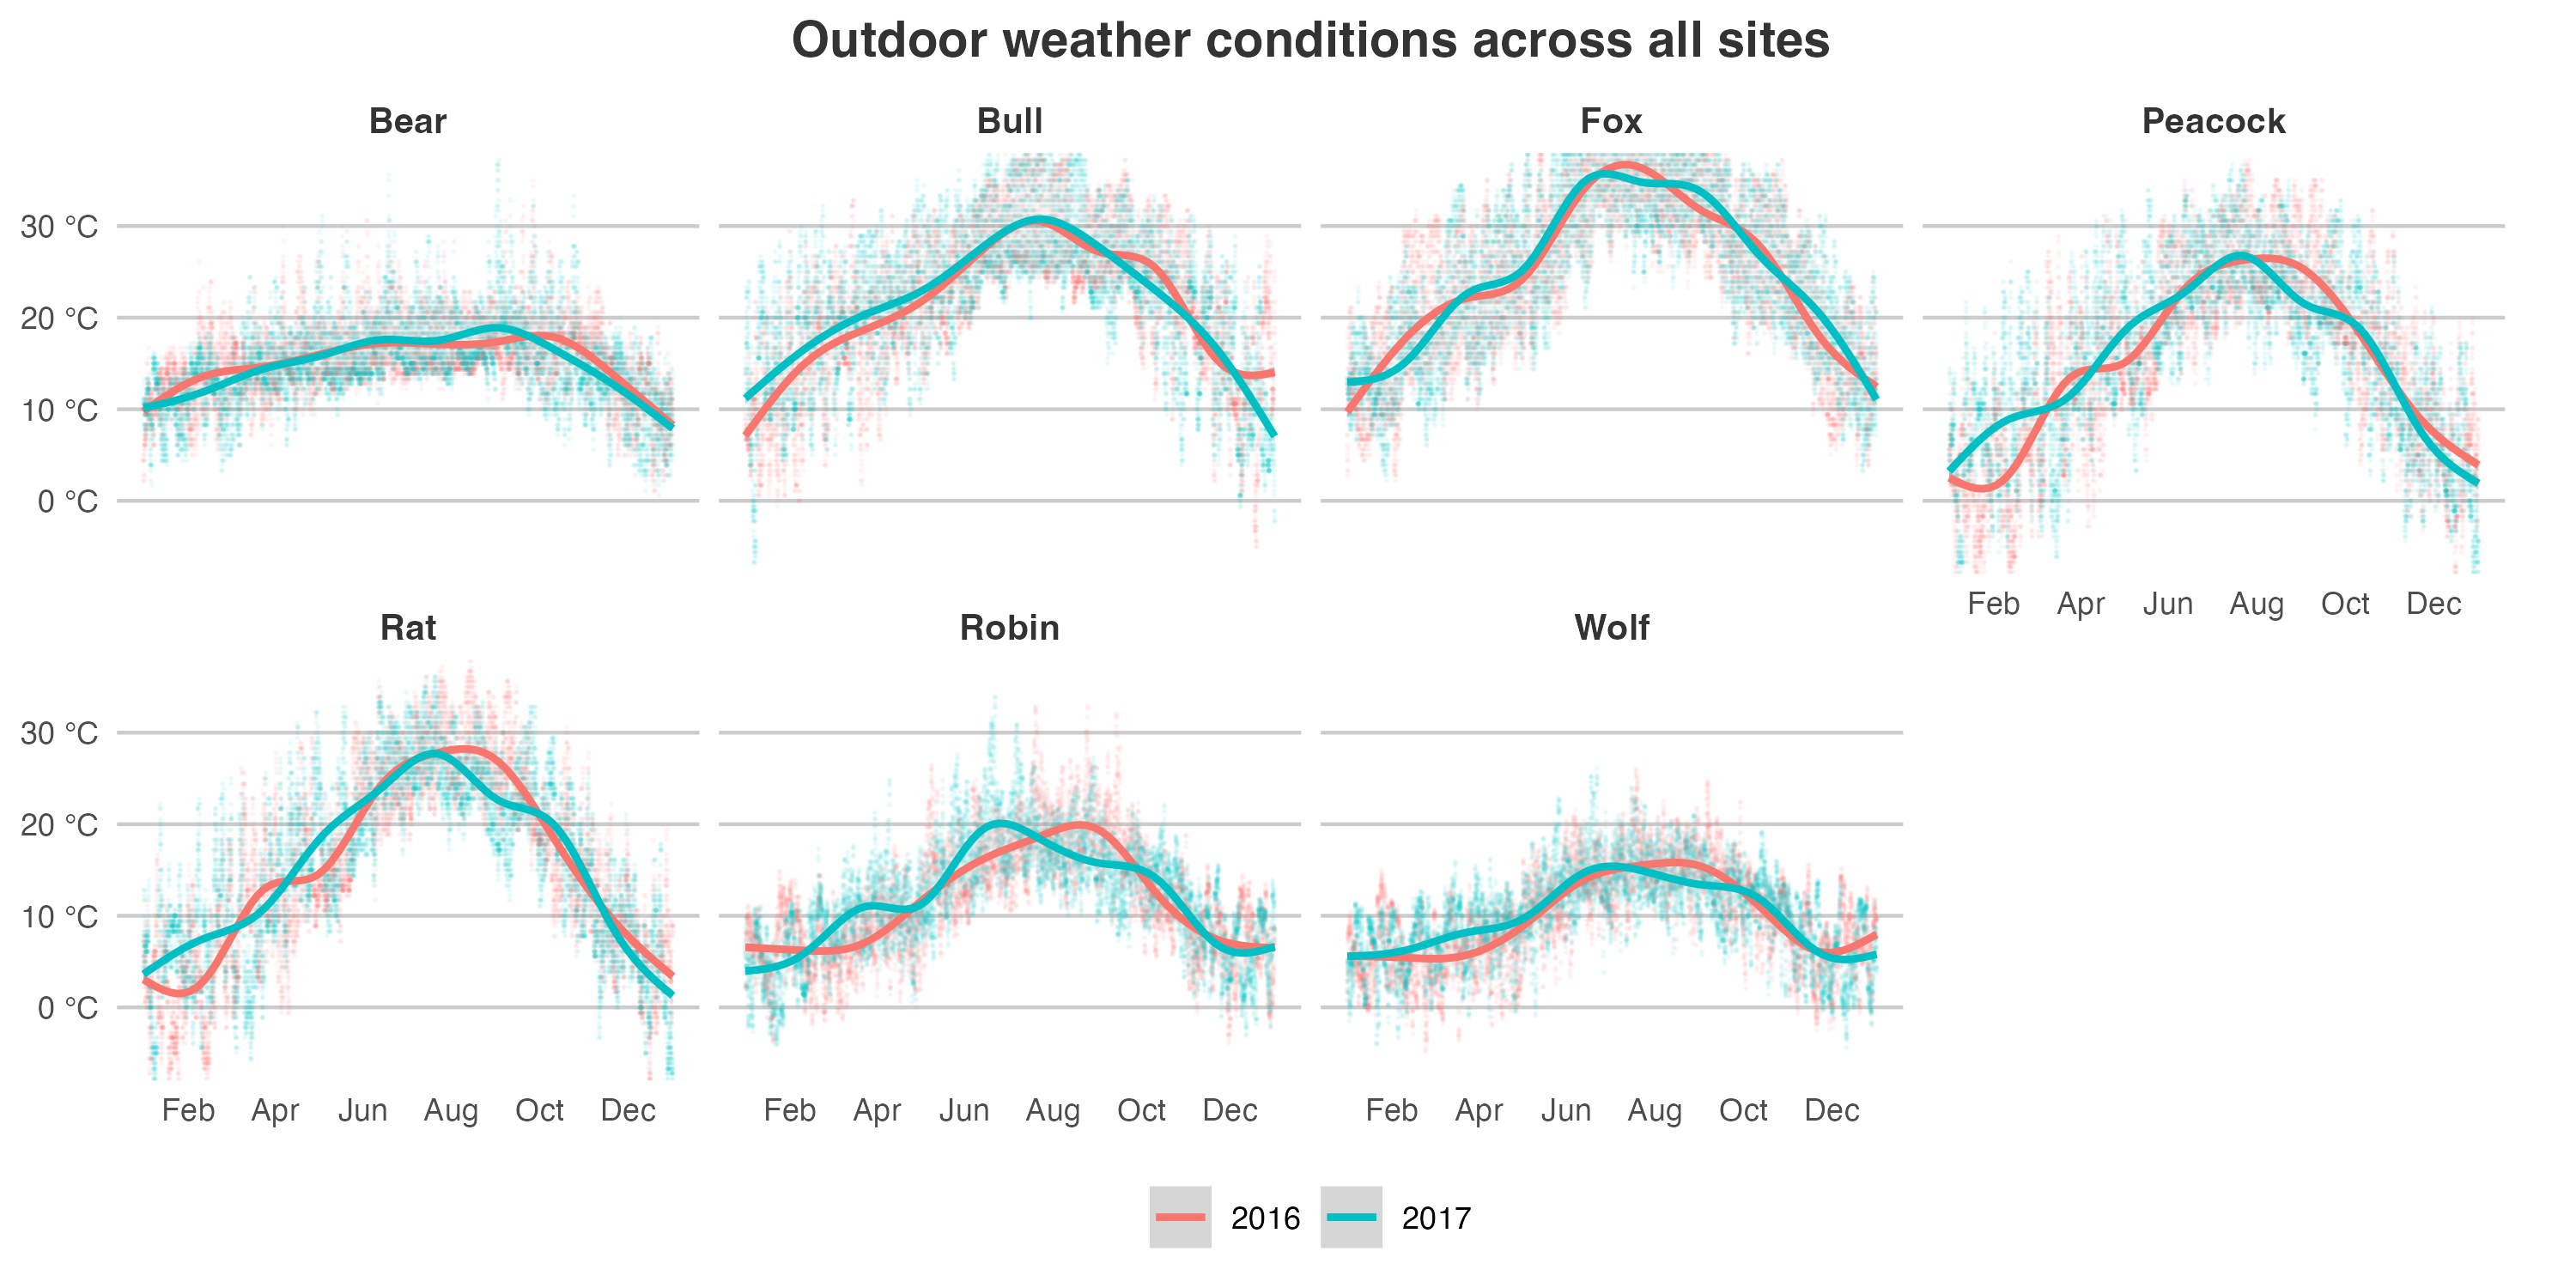 Outdoor weather conditions across all sites
Bear
Bull
Fox
Peacock
30 °C
20 °C
10 °C
0 °C
Feb Apr Jun Aug Oct Dec
Rat
Robin
Wolf
30 °C
20 °C
10 °C
0 °C
Feb Apr Jun Aug Oct Dec
Feb Apr Jun Aug Oct Dec
Feb Apr Jun Aug Oct Dec
2016
2017